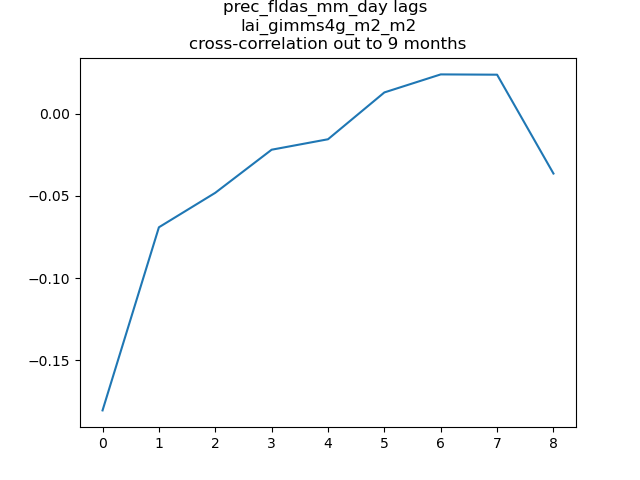 prec_fldas_mm_day lags
lai_gimms4g_m2_m2
cross-correlation out to 9 months
0.00
−0.05
−0.10
−0.15
0 1 2 3 4 5 6 7 8